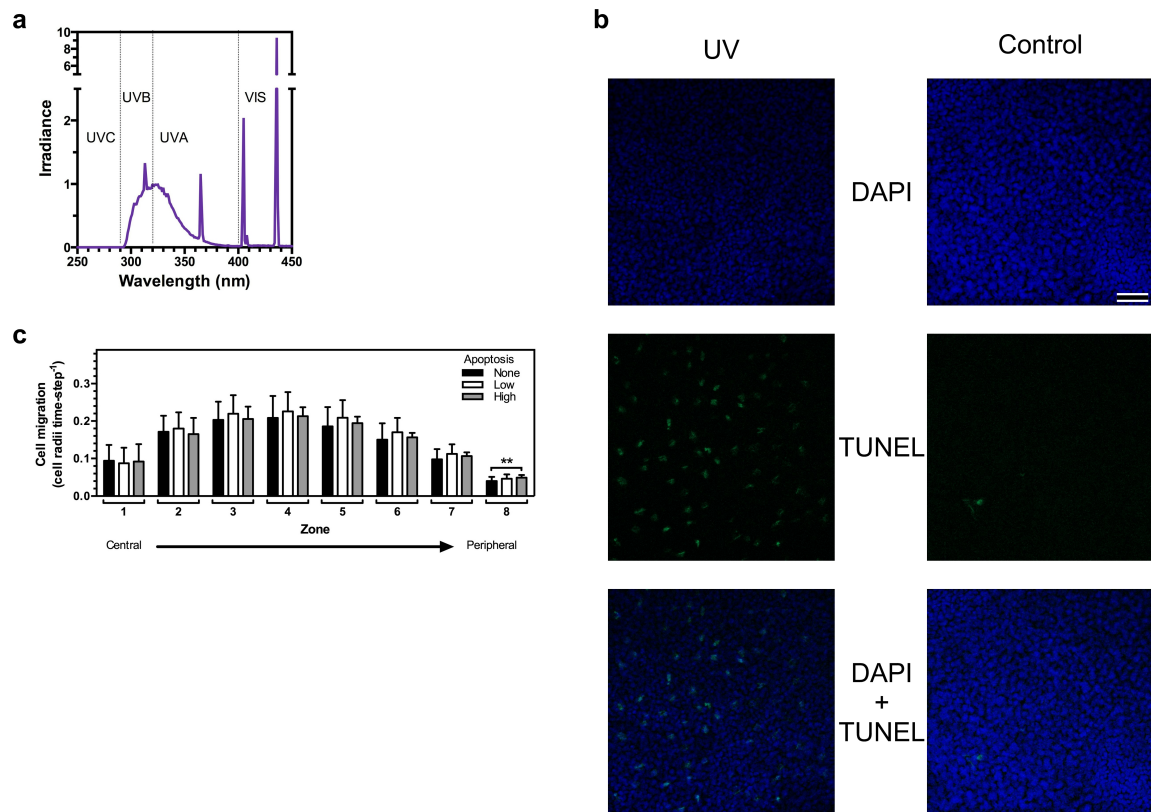 a
10
8
6
2
1
0
UVC
UVB
UVA
VIS
Irradiance
250 300 350 400 450
Wavelength (nm)
b
UV
Control
DAPI
TUNEL
DAPI
+
TUNEL
c
Cell migration
(cell radii time-step⁻¹)
0.3
0.2
0.1
0.0
Apoptosis
None
Low
High
**
1 2 3 4 5 6 7 8
Zone
Central
Peripheral